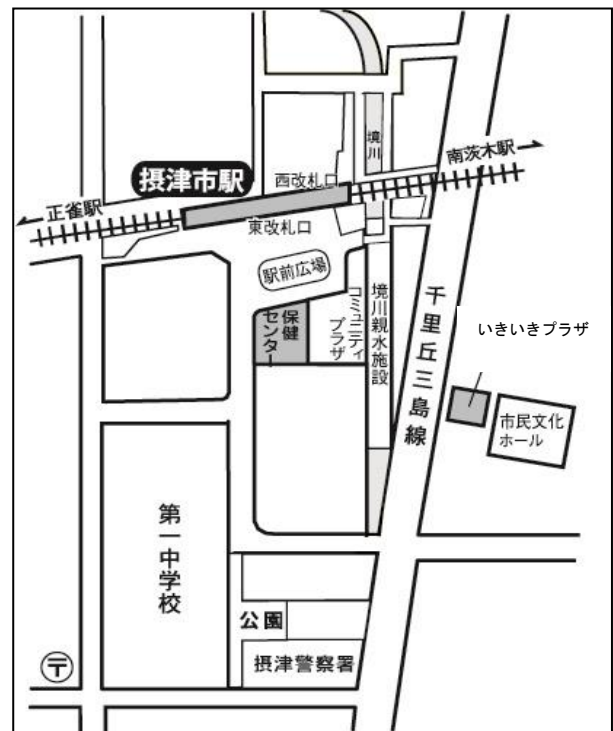 境川
南茨木駅
摂津市駅
西改札口
正雀駅
東改札口
駅前広場
保健
センター
コミュニティ
プラザ
境川親水施設
千里丘三島線
いきいきプラザ
市民文化
ホール
第一中学校
公園
摂津警察署
〒